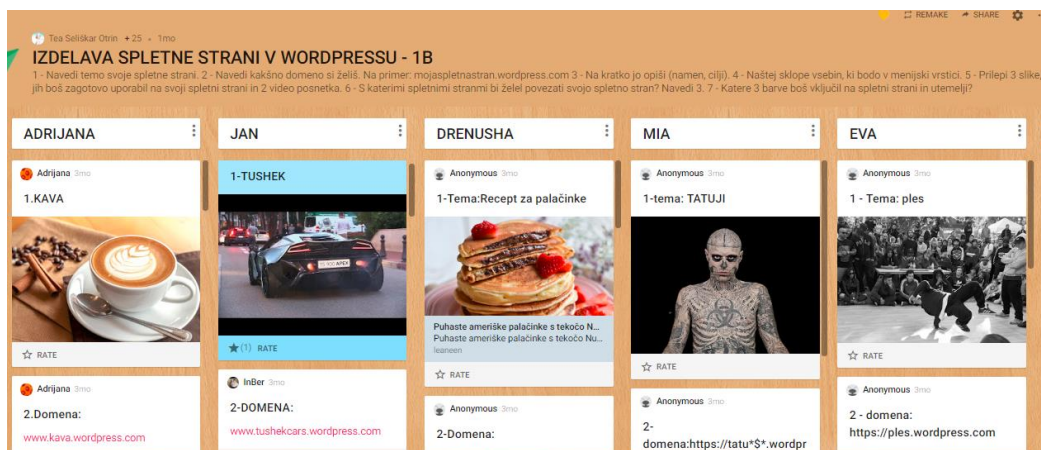 REMAKE SHARE
Tea Seliškar Otrin +25 • 1mo
IZDELAVA SPLETNE STRANI V WORDPRESSU - 1B
1 - Navedi temo svoje spletne strani. 2 - Navedi kakšno domeno si želiš. Na primer: mojaspletnastran.wordpress.com 3 - Na kratko jo opiši (namen, cilji). 4 - Naštej sklope vsebin, ki bodo v menijski vrstici. 5 - Prilepi 3 slike,
jih boš zagotovo uporabil na svoji spletni strani in 2 video posnetka. 6 - S katerimi spletnimi stranmi bi želel povezati svojo spletno stran? Navedi 3. 7 - Katere 3 barve boš vključil na spletni strani in utemelji?
ADRIJANA
Adrijana 3mo
1.KAVA
RATE
Adrijana 3mo
2.Domena:
www.kava.wordpress.com
JAN
1-TUSHEK
(1) RATE
InBer 3mo
2-DOMENA:
www.tushekcars.wordpress.com
DRENUSHA
Anonymous 3mo
1-Tema:Recept za palačinke
Puhaste ameriške palačinke s tekočo N...
Puhaste ameriške palačinke s tekočo Nu...
leaneen
RATE
Anonymous 3mo
2-Domena:
MIA
Anonymous 3mo
1-tema: TATUJI
RATE
Anonymous 3mo
2-
domena:https://tatu*$*.wordpr
EVA
Anonymous 3mo
1 - Tema: ples
RATE
Anonymous 3mo
2 - domena:
https://ples.wordpress.com